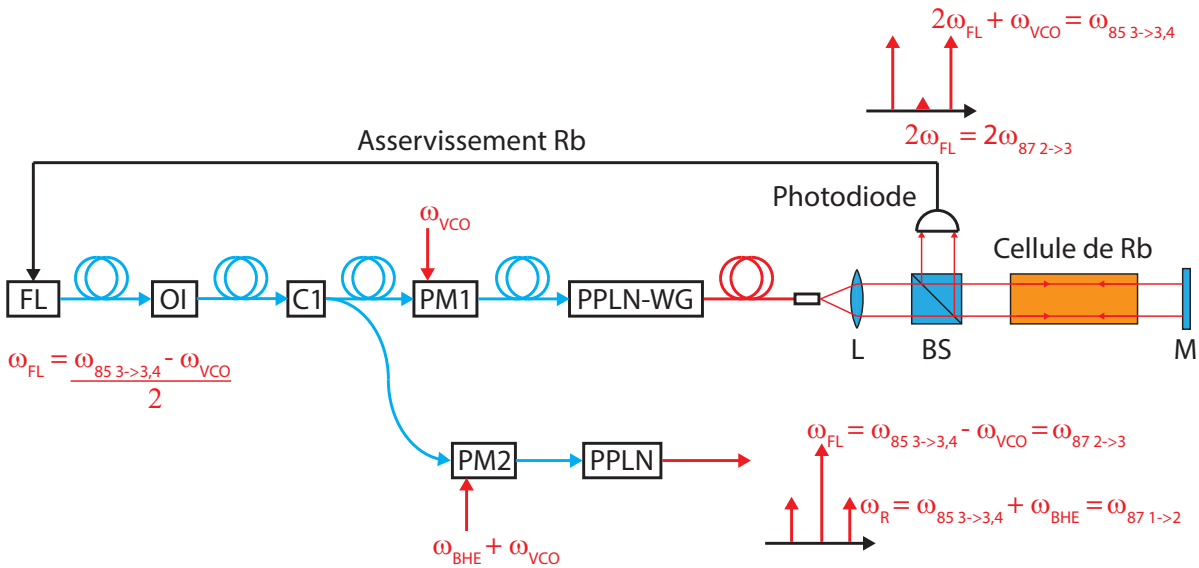 2ω_FL + ω_VCO = ω_85 3->3,4
2ω_FL = 2ω_87 2->3
Asservissement Rb
Photodiode
ω_VCO
Cellule de Rb
FL
OI
C1
PM1
PPLN-WG
L
BS
M
ω_FL = ω_85 3->3,4 - ω_VCO
2
ω_FL = ω_85 3->3,4 - ω_VCO = ω_87 2->3
PM2
PPLN
ω_R = ω_85 3->3,4 + ω_BHE = ω_87 1->2
ω_BHE + ω_VCO